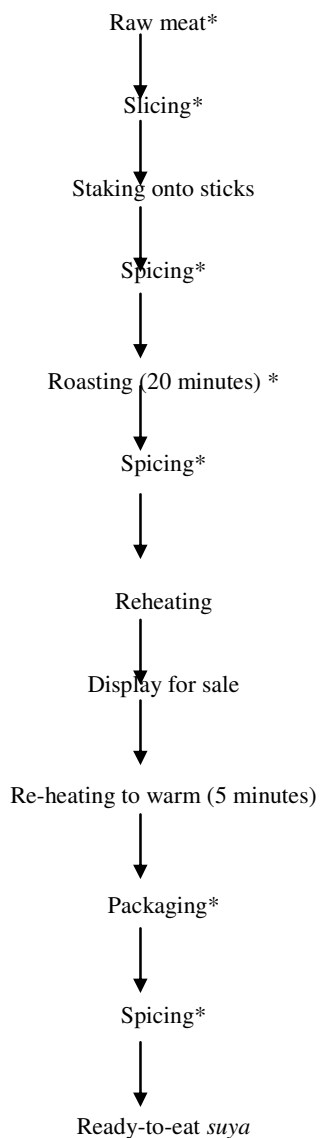 Raw meat*
Slicing*
Staking onto sticks
Spicing*
Roasting (20 minutes) *
Spicing*
Reheating
Display for sale
Re-heating to warm (5 minutes)
Packaging*
Spicing*
Ready-to-eat suya